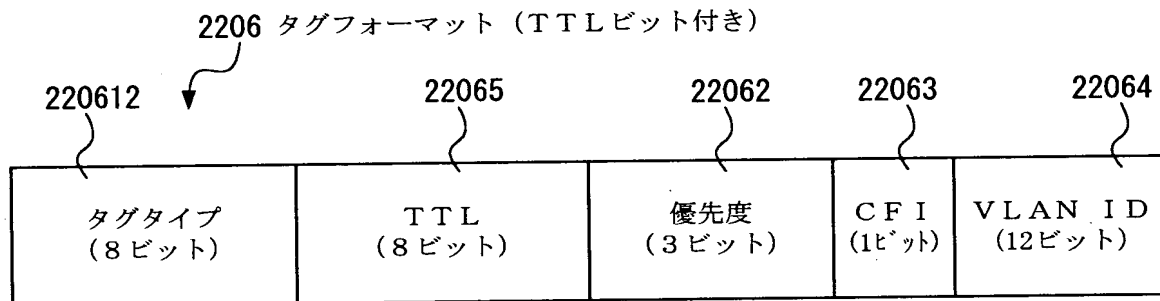 2206 タグフォーマット（ＴＴＬビット付き）
220612 22065 22062 22063 22064
タグタイプ ＴＴＬ 優先度 ＣＦＩ ＶＬＡＮ ＩＤ
（８ビット） （８ビット） （３ビット） （1ﾋﾞｯﾄ） （12ビット）